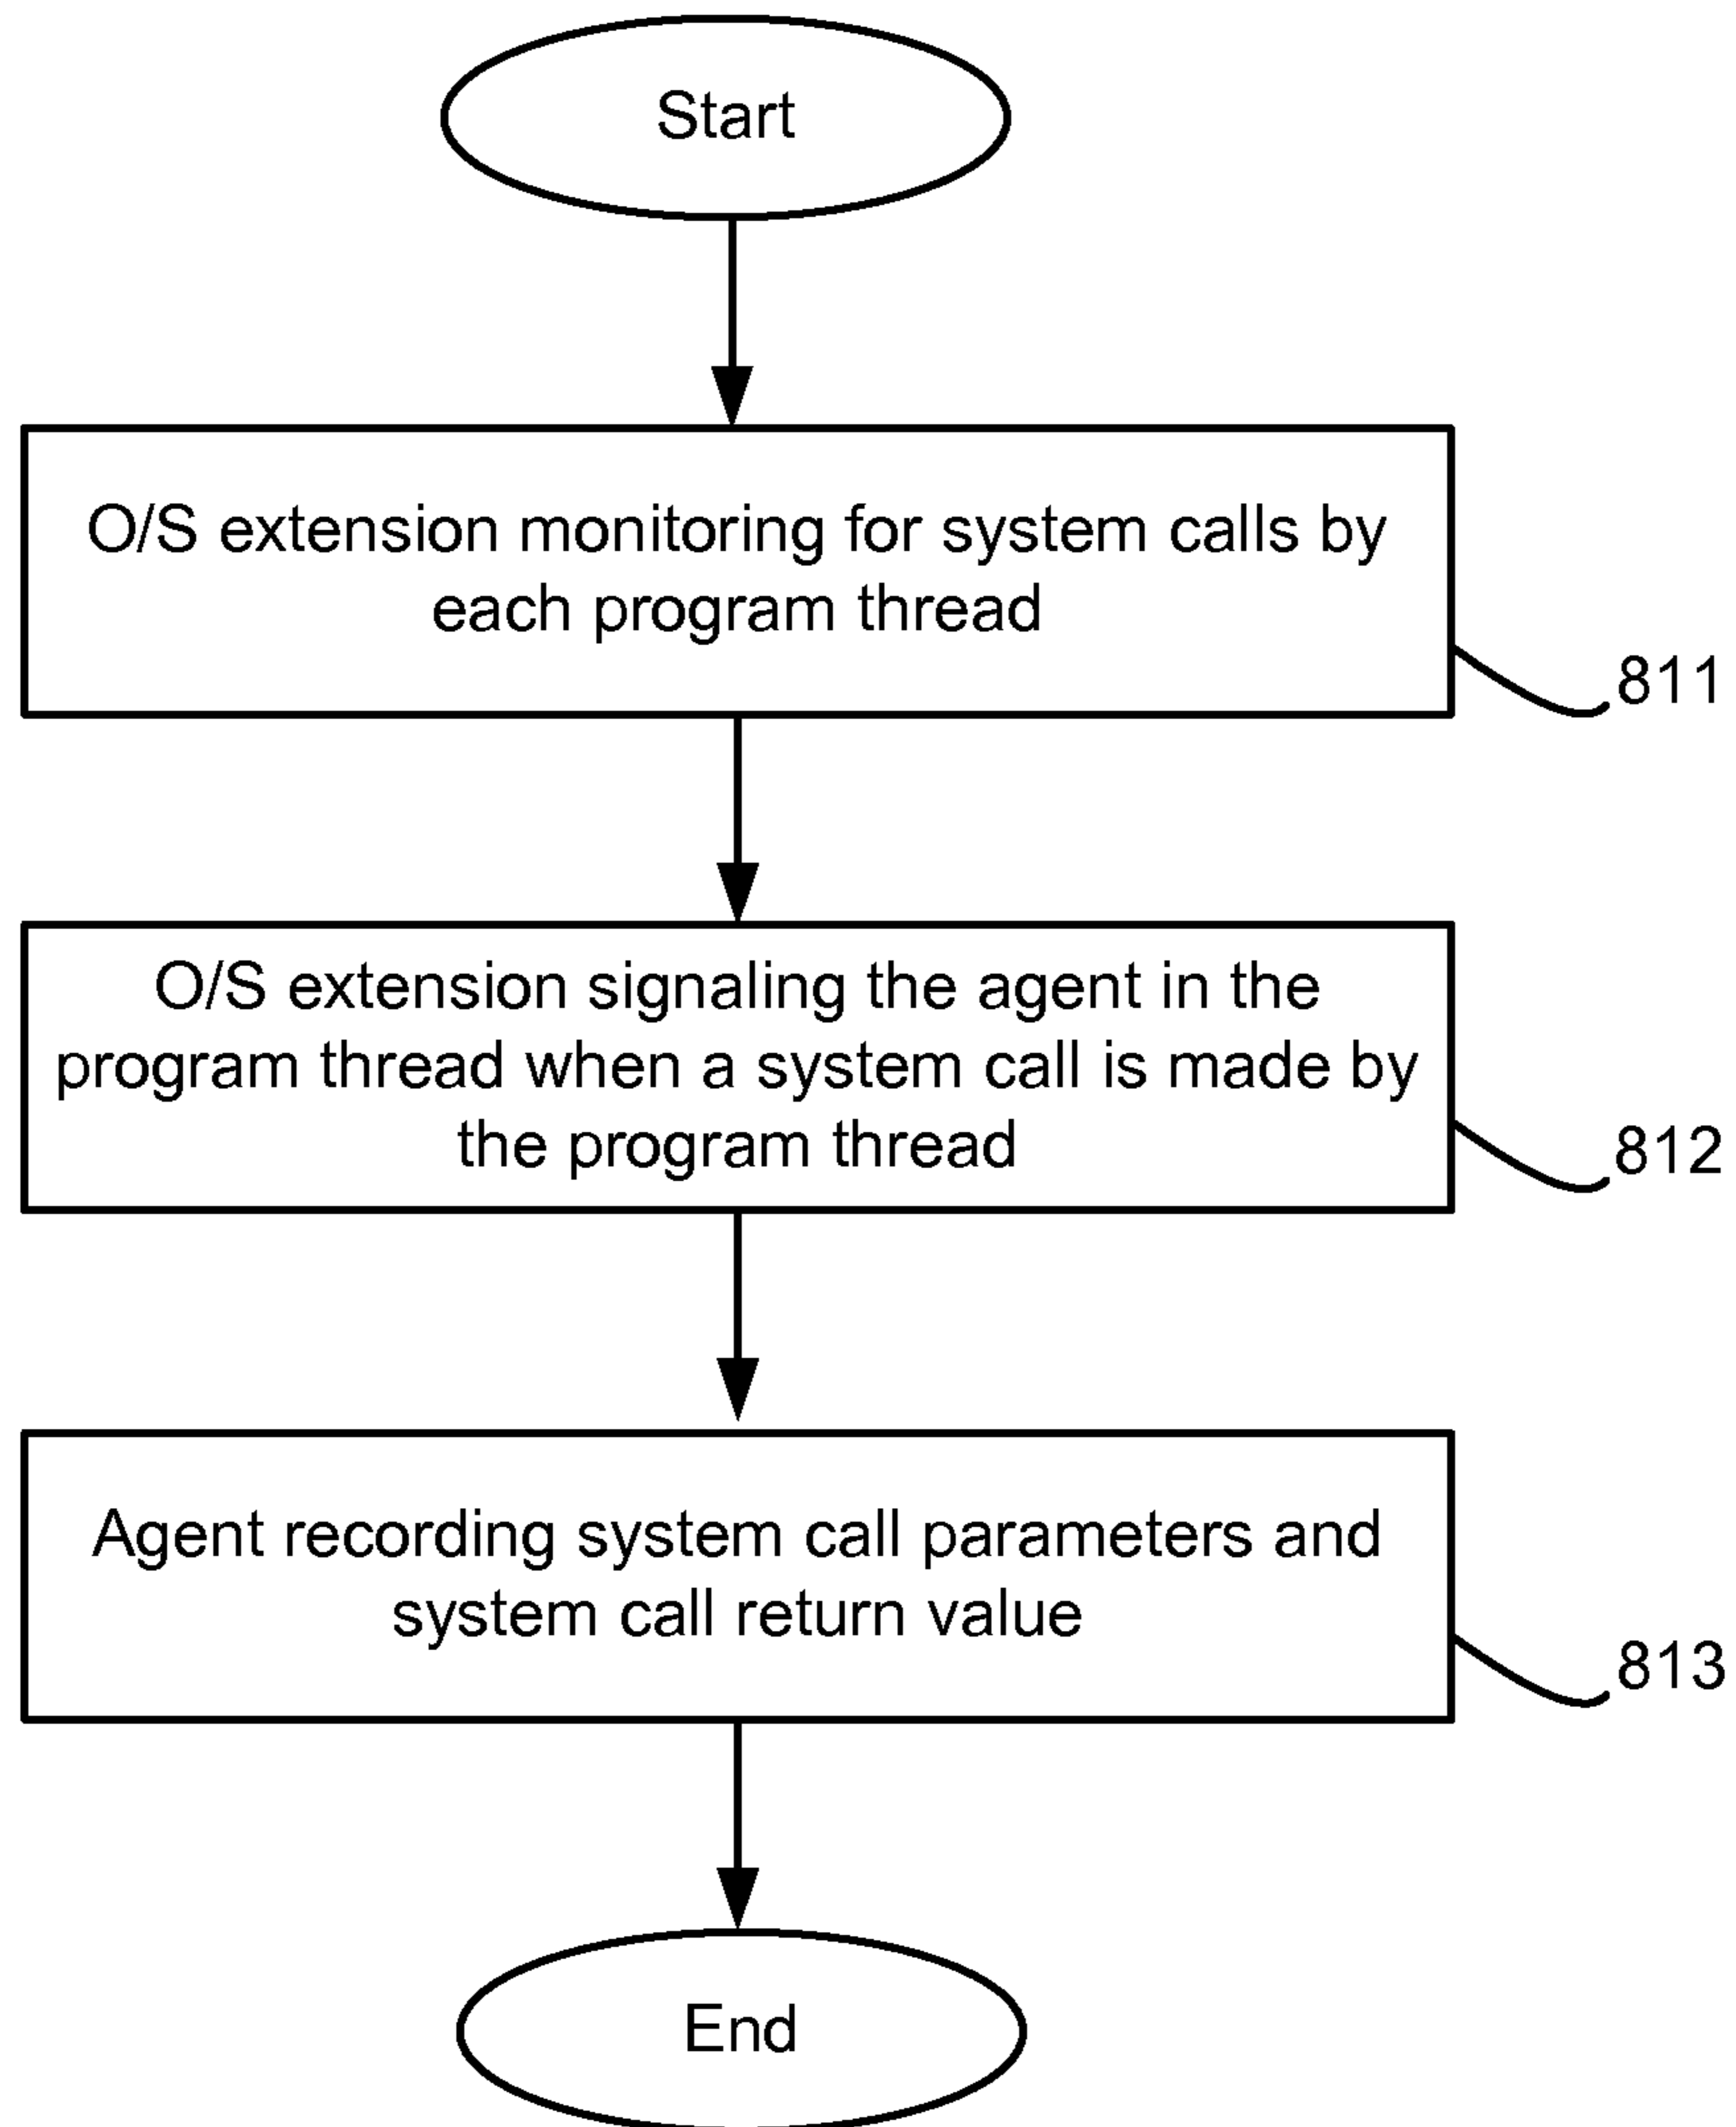 Start
O/S extension monitoring for system calls by
each program thread
811
O/S extension signaling the agent in the
program thread when a system call is made by
the program thread
812
Agent recording system call parameters and
system call return value
813
End